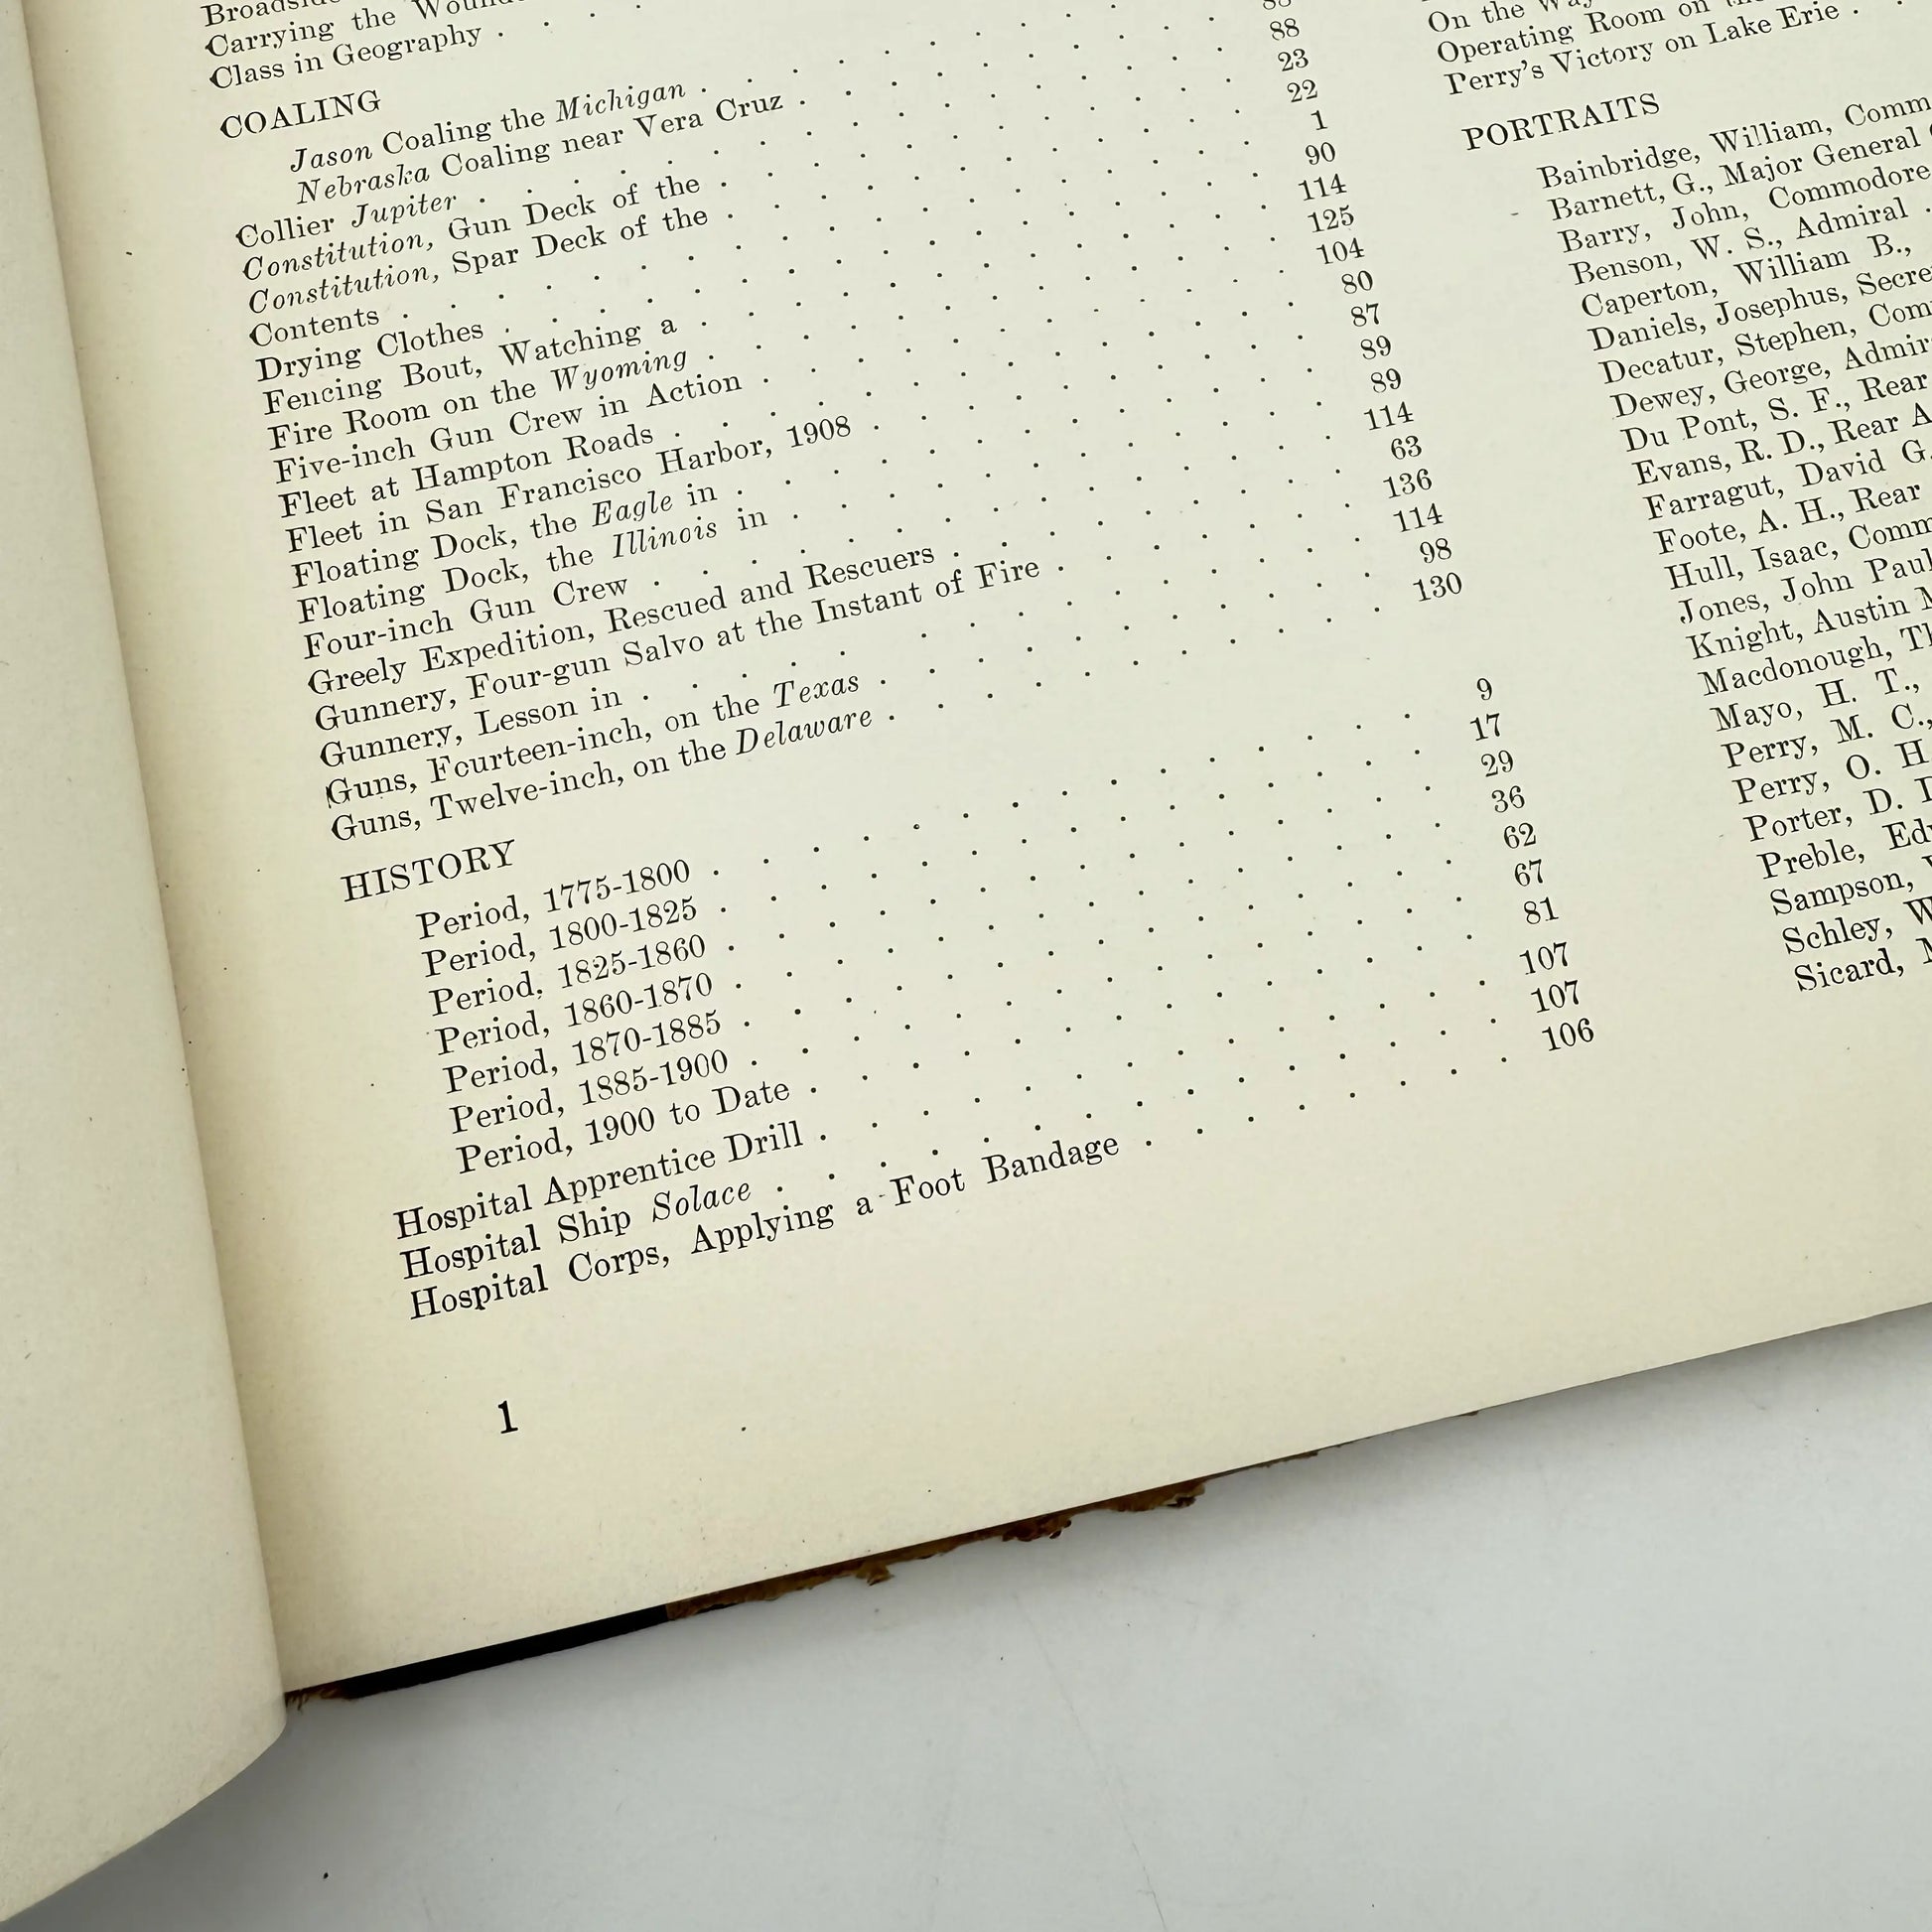 Carrying the
Class in Geography
COALING
Jason Coaling the Michigan
Nebraska Coaling near Vera Cruz
Collier Jupiter . . . 88
Constitution, Gun Deck of the . . . 23
Constitution, Spar Deck of the . . . 22
Contents . . . 1
Drying Clothes . . . 90
Fencing Bout, Watching a . . . 114
Fire Room on the Wyoming . . . 125
Five-inch Gun Crew in Action . . . 104
Fleet at Hampton Roads . . . 80
Fleet in San Francisco Harbor, 1908 . . . 87
Floating Dock, the Eagle in . . . 89
Floating Dock, the Illinois in . . . 89
Four-inch Gun Crew . . . 114
Greely Expedition, Rescued and Rescuers . . . 63
Gunnery, Four-gun Salvo at the Instant of Fire . . . 136
Gunnery, Lesson in . . . 114
Guns, Fourteen-inch, on the Texas . . . 98
Guns, Twelve-inch, on the Delaware . . . 130
HISTORY
Period, 1775-1800 . . . 9
Period, 1800-1825 . . . 17
Period, 1825-1860 . . . 29
Period, 1860-1870 . . . 36
Period, 1870-1885 . . . 62
Period, 1885-1900 . . . 67
Period, 1900 to Date . . . 81
Hospital Apprentice Drill . . . 107
Hospital Ship Solace . . . 107
Hospital Corps, Applying a Foot Bandage . . . 106
1
On the
Operating Room on
Perry's Victory on Lake Erie .
PORTRAITS
Bainbridge, William,
Barnett, G., Major General
Barry, John, Commodore
Benson, W. S., Admiral .
Caperton, William B.,
Daniels, Josephus,
Decatur, Stephen,
Dewey, George,
Du Pont, S. F., Rear
Evans, R. D., Rear
Farragut, David G.
Foote, A. H., Rear
Hull, Isaac,
Jones, John Paul
Knight, Austin
Macdonough,
Mayo, H. T.,
Perry, M. C.,
Perry, O. H
Porter, D.
Preble,
Sampson,
Schley,
Sicard,